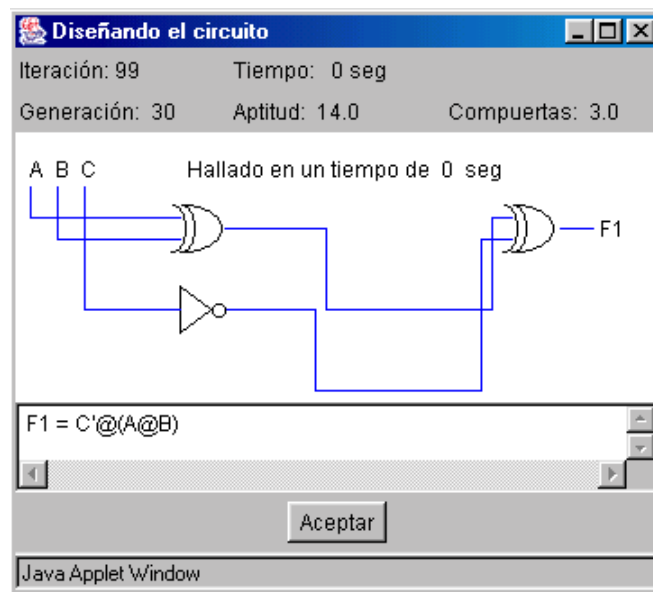 Diseñando el circuito
Iteración: 99 Tiempo: 0 seg
Generación: 30 Aptitud: 14.0 Compuertas: 3.0
A B C Hallado en un tiempo de 0 seg
F1
F1 = C'@(A@B)
Aceptar
Java Applet Window